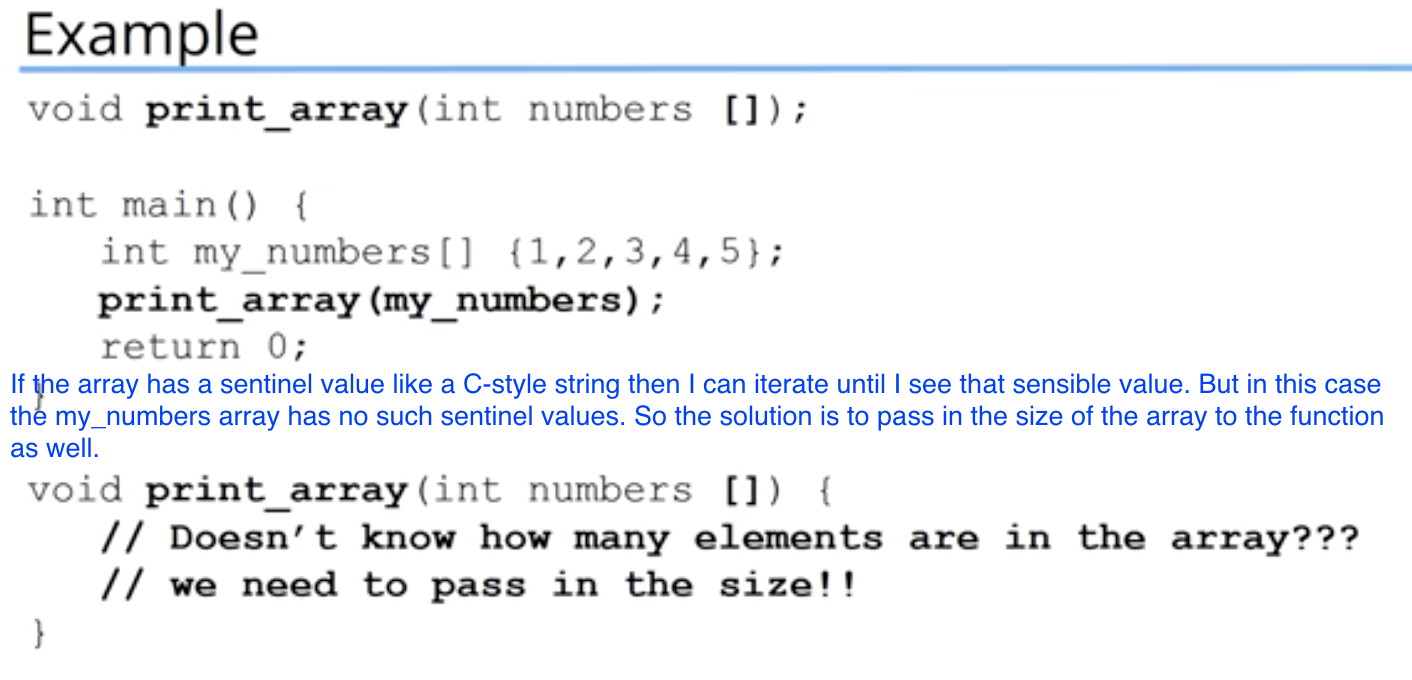 Example
void print_array(int numbers []);
int main() {
int my_numbers[] {1,2,3,4,5};
print_array(my_numbers);
return 0;
}
If the array has a sentinel value like a C-style string then I can iterate until I see that sensible value. But in this case
the my_numbers array has no such sentinel values. So the solution is to pass in the size of the array to the function
as well.
void print_array(int numbers []) {
// Doesn't know how many elements are in the array???
// we need to pass in the size!!
}